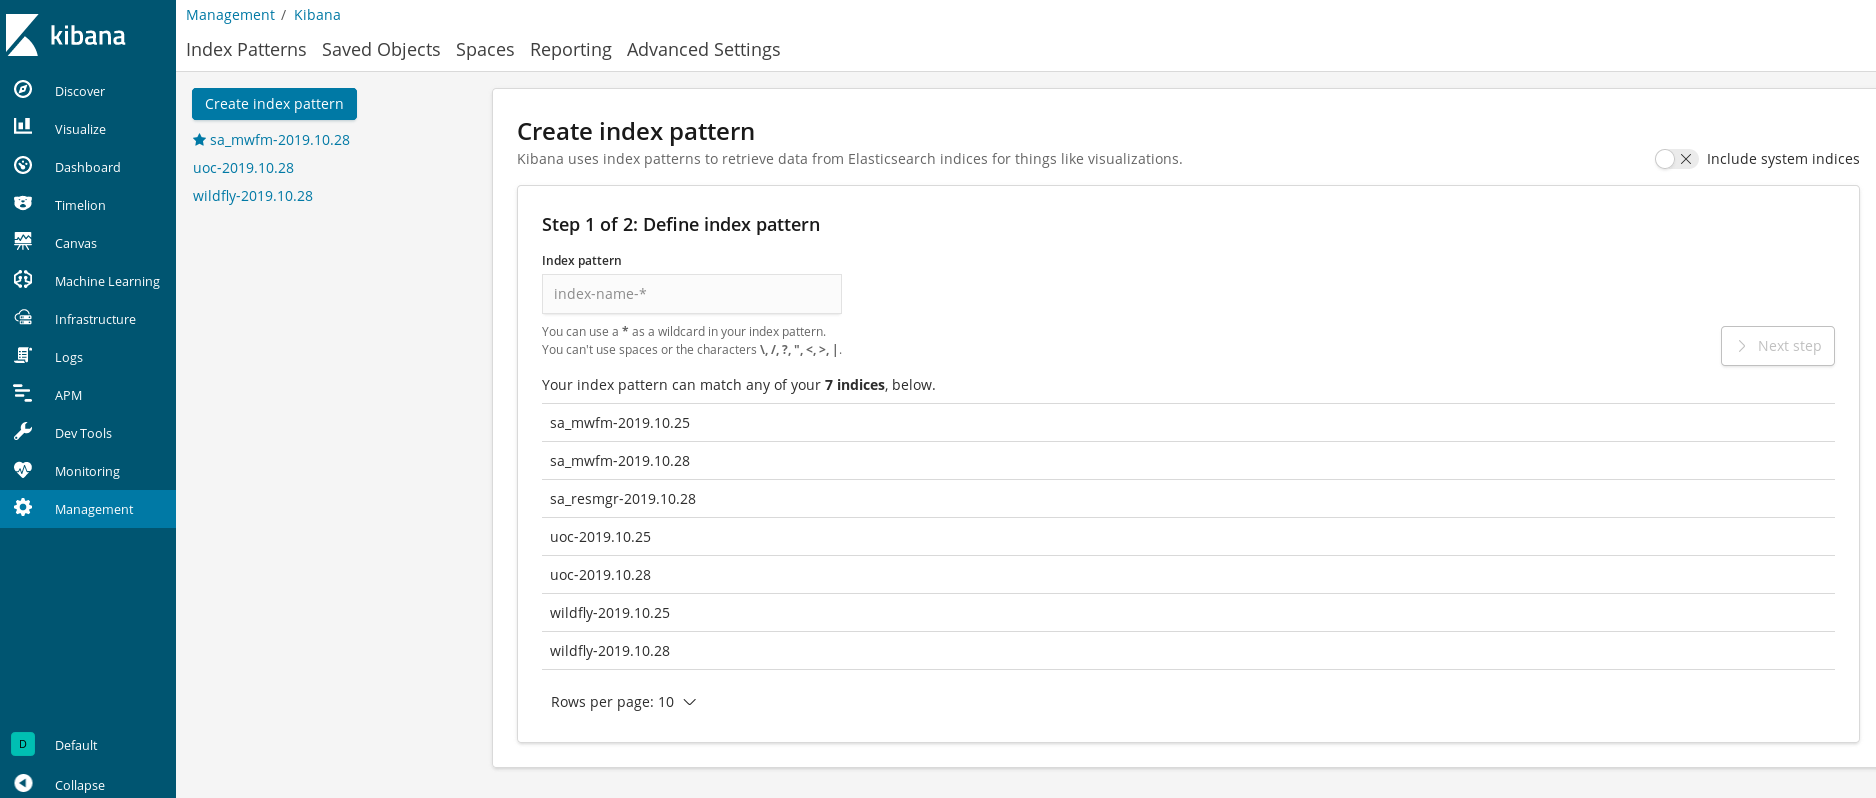 kibana
Discover
Visualize
Dashboard
Timelion
Canvas
Machine Learning
Infrastructure
Logs
APM
Dev Tools
Monitoring
Management
D Default
Collapse
Management / Kibana
Index Patterns Saved Objects Spaces Reporting Advanced Settings
Create index pattern
sa_mwfm-2019.10.28
uoc-2019.10.28
wildfly-2019.10.28
Create index pattern
Kibana uses index patterns to retrieve data from Elasticsearch indices for things like visualizations.
Include system indices
Step 1 of 2: Define index pattern
Index pattern
index-name-*
You can use a * as a wildcard in your index pattern.
You can't use spaces or the characters \, /, ?, ", <, >, |.
Next step
Your index pattern can match any of your 7 indices, below.
sa_mwfm-2019.10.25
sa_mwfm-2019.10.28
sa_resmgr-2019.10.28
uoc-2019.10.25
uoc-2019.10.28
wildfly-2019.10.25
wildfly-2019.10.28
Rows per page: 10